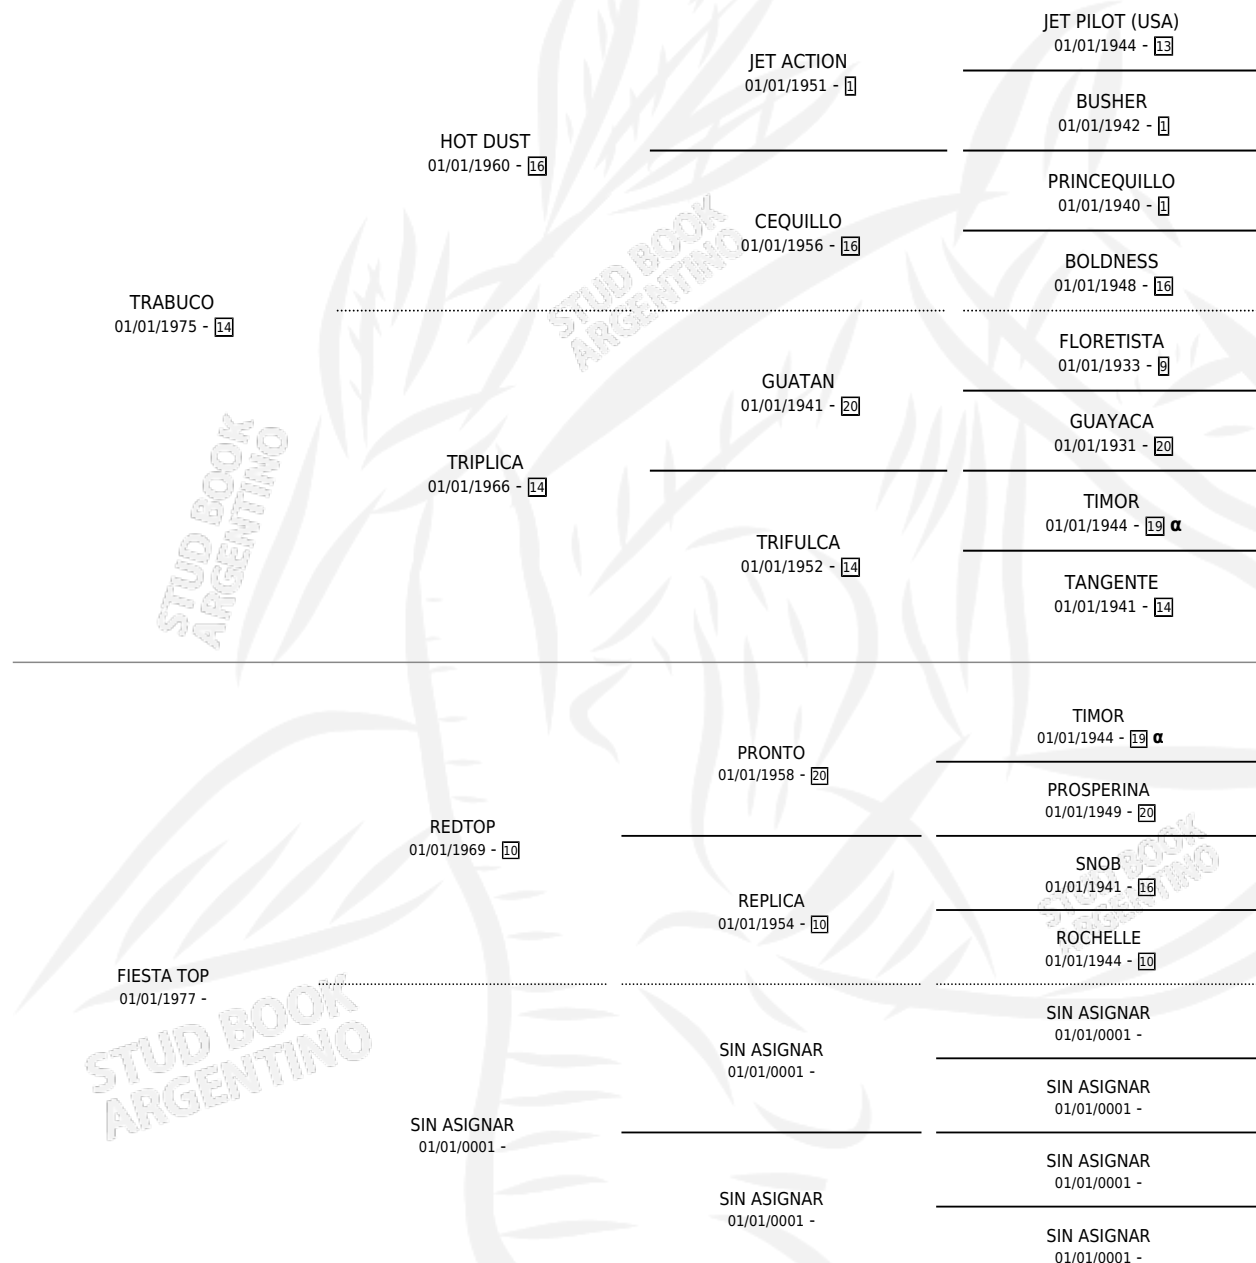 JET PILOT (USA)
01/01/1944 - 13
JET ACTION
01/01/1951 - 1
BUSHER
01/01/1942 - 1
HOT DUST
01/01/1960 - 16
PRINCEQUILLO
01/01/1940 - 1
CEQUILLO
01/01/1956 - 16
BOLDNESS
01/01/1948 - 16
TRABUCO
01/01/1975 - 14
FLORETISTA
01/01/1933 - 9
GUATAN
01/01/1941 - 20
GUAYACA
01/01/1931 - 20
TRIPLICA
01/01/1966 - 14
TIMOR
01/01/1944 - 19 α
TRIFULCA
01/01/1952 - 14
TANGENTE
01/01/1941 - 14
TIMOR
01/01/1944 - 19 α
PRONTO
01/01/1958 - 20
PROSPERINA
01/01/1949 - 20
REDTOP
01/01/1969 - 10
SNOB
01/01/1941 - 16
REPLICA
01/01/1954 - 10
ROCHELLE
01/01/1944 - 10
FIESTA TOP
01/01/1977 -
SIN ASIGNAR
01/01/0001 -
SIN ASIGNAR
01/01/0001 -
SIN ASIGNAR
01/01/0001 -
SIN ASIGNAR
01/01/0001 -
SIN ASIGNAR
01/01/0001 -
SIN ASIGNAR
01/01/0001 -
SIN ASIGNAR
01/01/0001 -
STUD BOOK
ARGENTINO
STUD BOOK
ARGENTINO
STUD BOOK
ARGENTINO
STUD BOOK
ARGENTINO